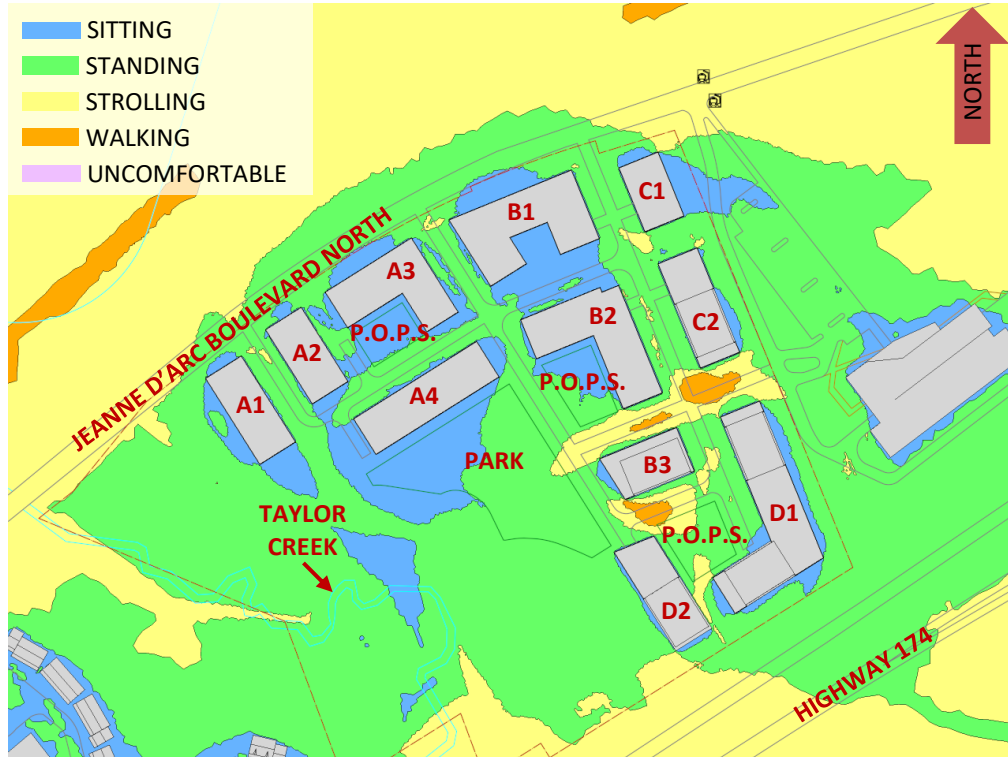 SITTING
STANDING
STROLLING
WALKING
UNCOMFORTABLE
NORTH
C1
B1
A3
JEANNE D’ARC BOULEVARD NORTH
B2
C2
P.O.P.S.
A2
P.O.P.S.
A1
A4
PARK
B3
D1
TAYLOR
CREEK
P.O.P.S.
D2
HIGHWAY 174